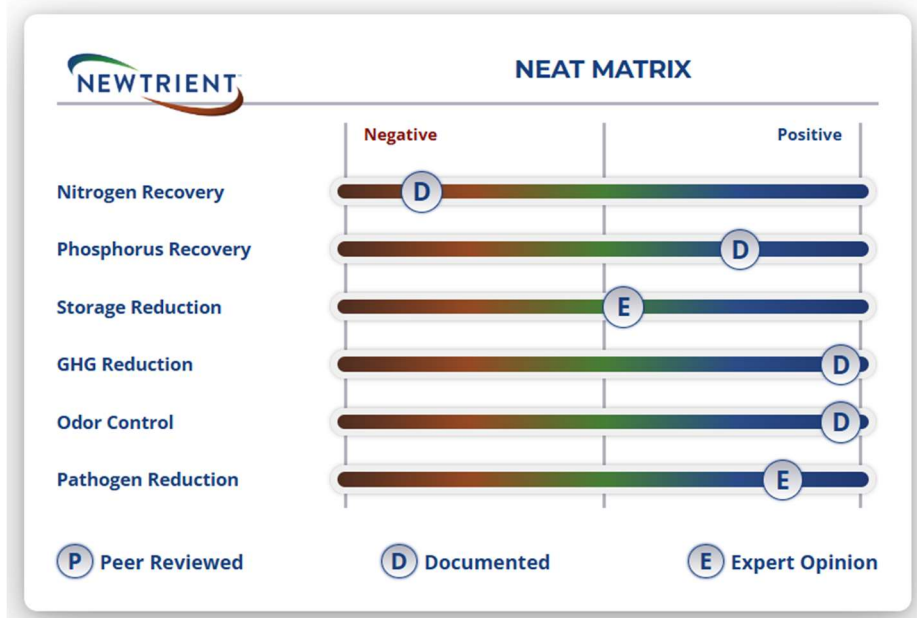 NEWTRIENT
NEAT MATRIX
Negative
Positive
Nitrogen Recovery
D
Phosphorus Recovery
D
Storage Reduction
E
GHG Reduction
D
Odor Control
D
Pathogen Reduction
E
P Peer Reviewed
D Documented
E Expert Opinion